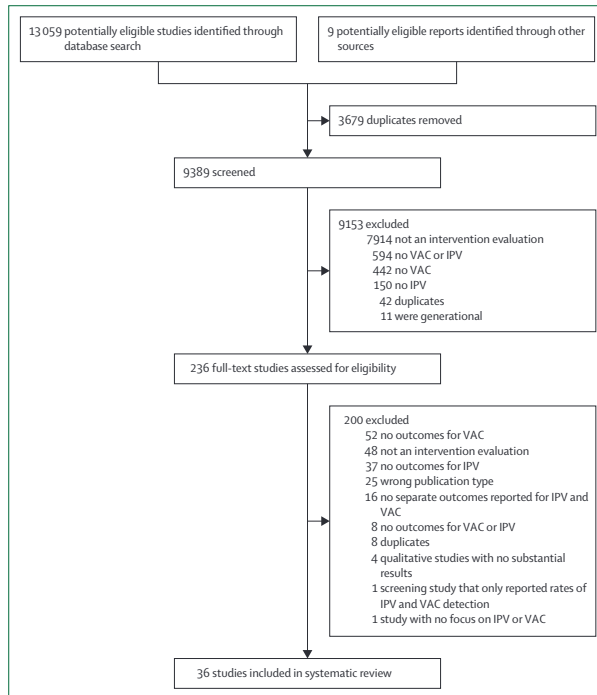 13 059 potentially eligible studies identified through
database search
9 potentially eligible reports identified through other
sources
3679 duplicates removed
9389 screened
9153 excluded
7914 not an intervention evaluation
594 no VAC or IPV
442 no VAC
150 no IPV
42 duplicates
11 were generational
236 full-text studies assessed for eligibility
200 excluded
52 no outcomes for VAC
48 not an intervention evaluation
37 no outcomes for IPV
25 wrong publication type
16 no separate outcomes reported for IPV and
VAC
8 no outcomes for VAC or IPV
8 duplicates
4 qualitative studies with no substantial
results
1 screening study that only reported rates of
IPV and VAC detection
1 study with no focus on IPV or VAC
36 studies included in systematic review